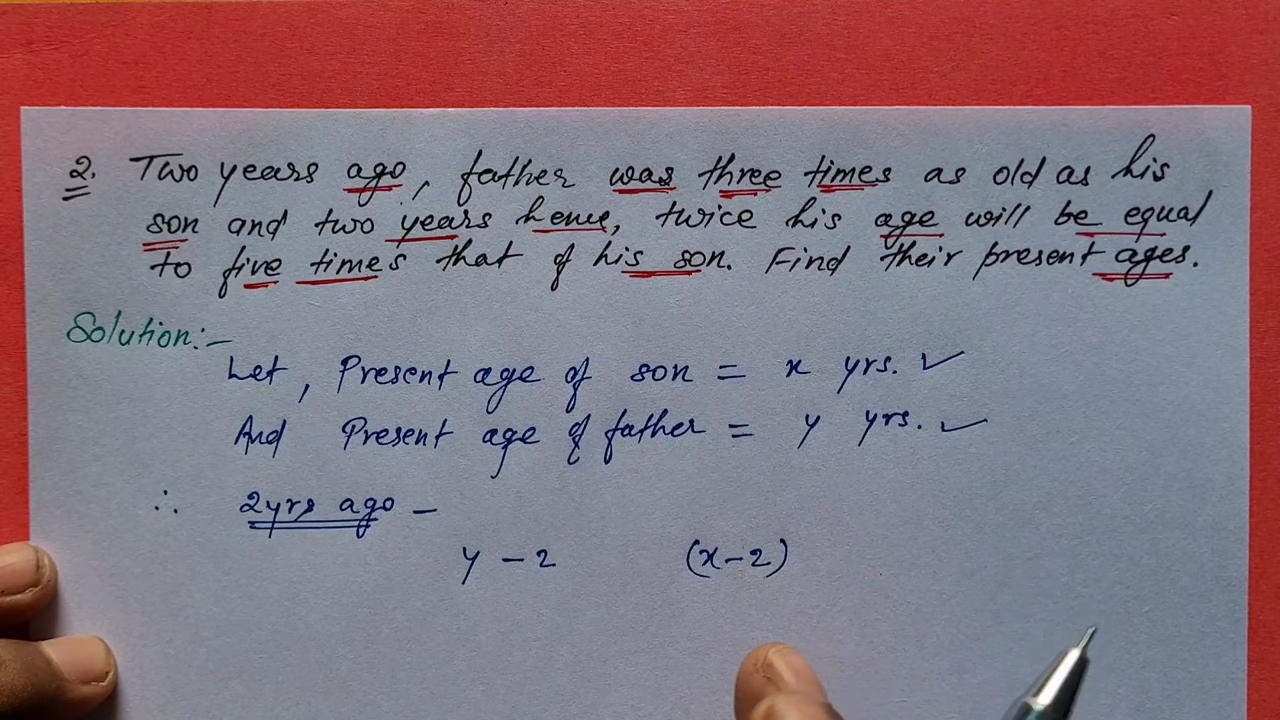 2. Two years ago, father was three times as old as his
son and two years hence, twice his age will be equal
to five times that of his son. Find their present ages.
Solution:-
Let, Present age of son = x yrs. ✓
And Present age of father = y yrs. ✓
∴ 2yrs ago -
y - 2 (x-2)